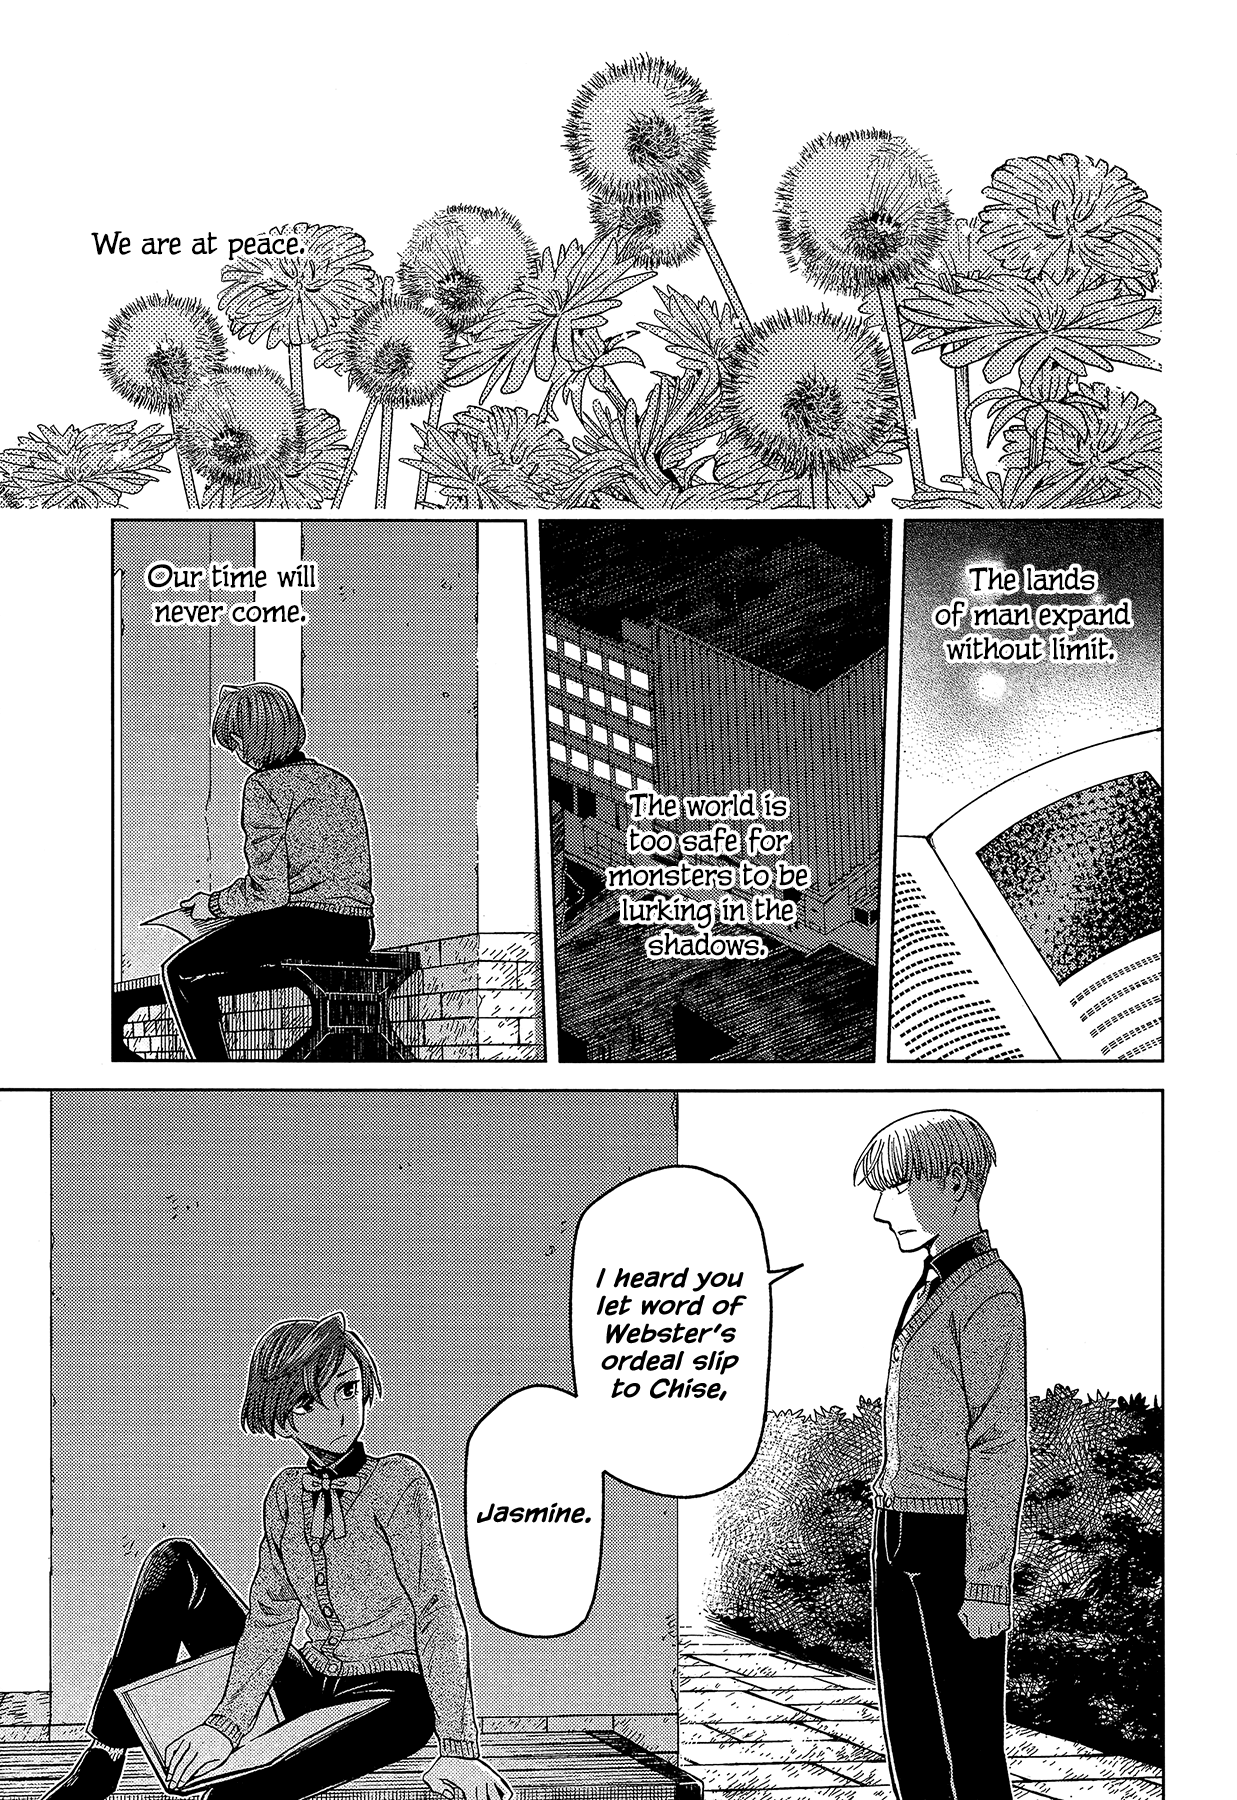 We are at peace.
The lands
of man expand
without limit.
The world is
too safe for
monsters to be
lurking in the
shadows.
Our time will
never come.
I heard you
let word of
Webster's
ordeal slip
to Chise,
Jasmine.